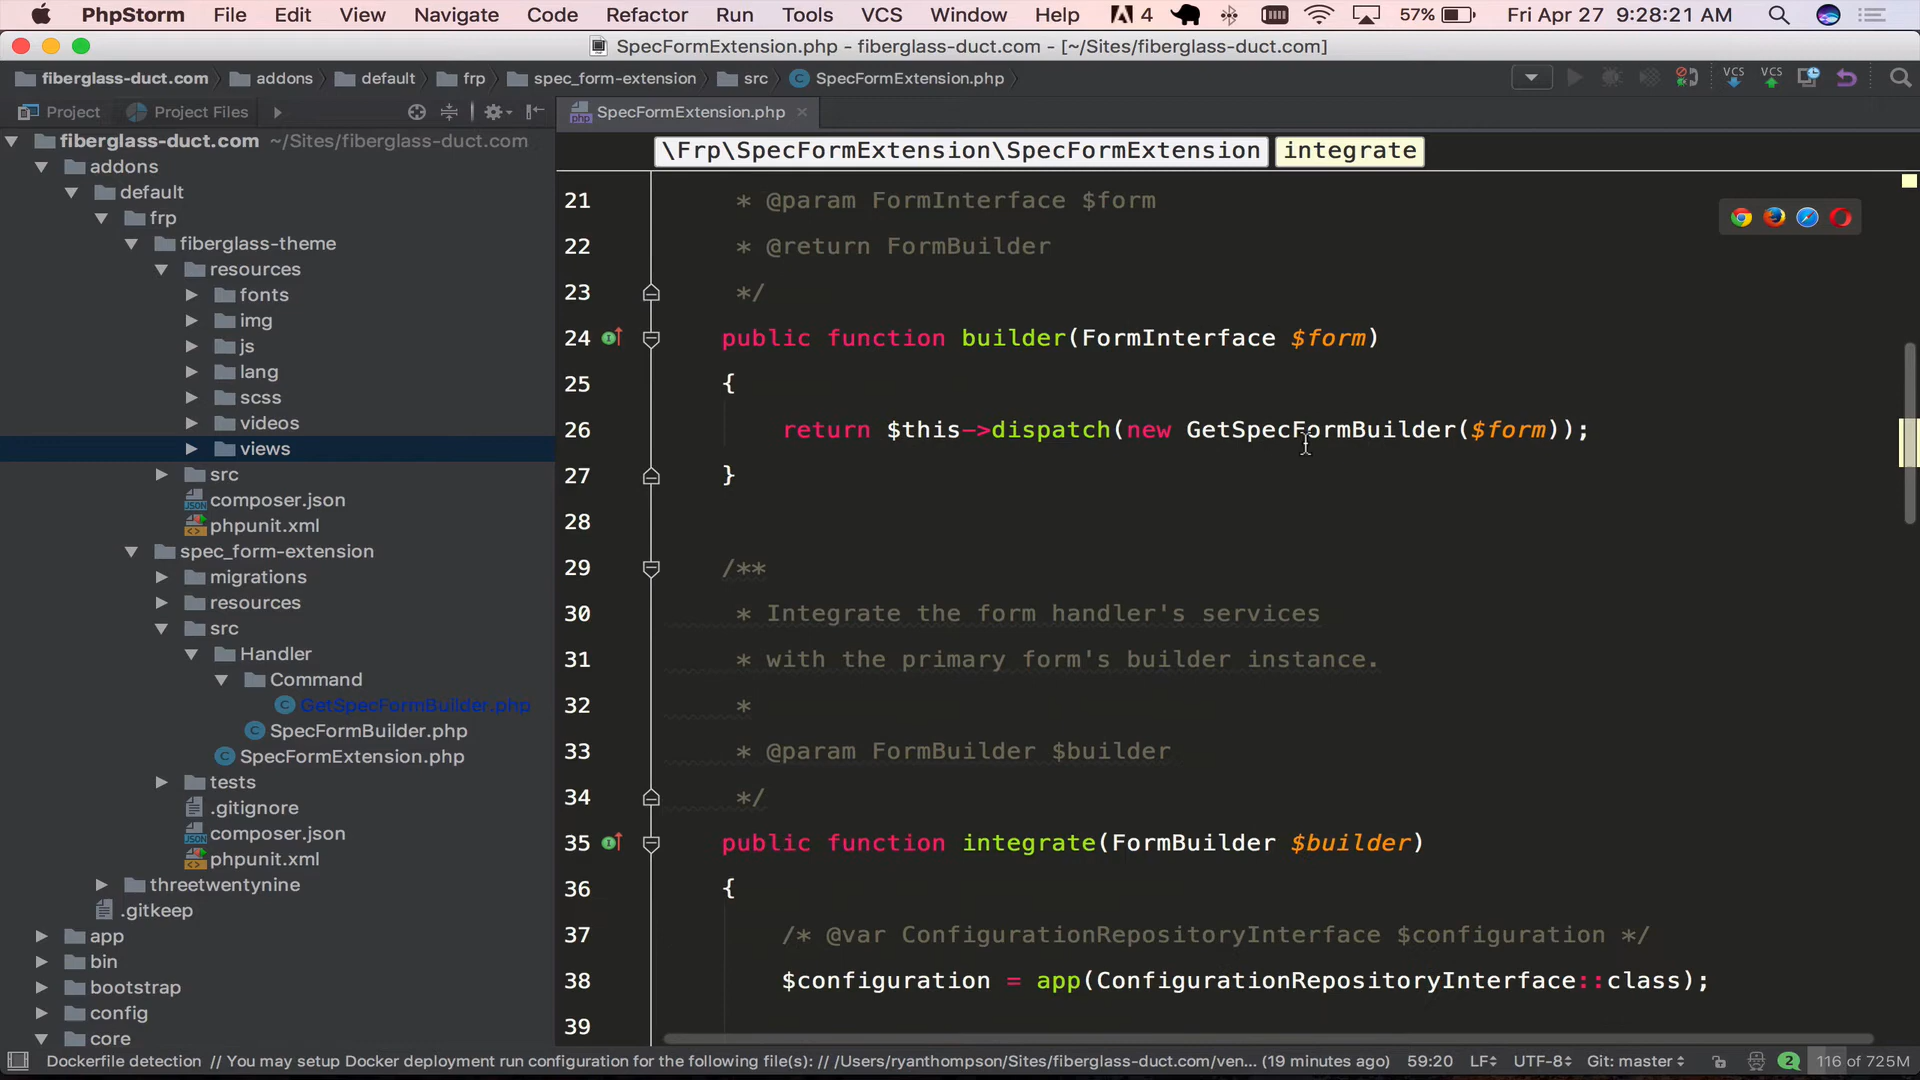 PhpStorm File Edit View Navigate Code Refactor Run Tools VCS Window Help 4 57% Fri Apr 27 9:28:21 AM
SpecFormExtension.php - fiberglass-duct.com - [~/Sites/fiberglass-duct.com]
fiberglass-duct.com addons default frp spec_form-extension src SpecFormExtension.php VCS VCS
Project Project Files
SpecFormExtension.php
\Frp\SpecFormExtension\SpecFormExtension integrate
fiberglass-duct.com ~/Sites/fiberglass-duct.com
addons
default
frp
fiberglass-theme
resources
fonts
img
js
lang
scss
videos
views
src
composer.json
phpunit.xml
spec_form-extension
migrations
resources
src
Handler
Command
GetSpecFormBuilder.php
SpecFormBuilder.php
SpecFormExtension.php
tests
.gitignore
composer.json
phpunit.xml
threetwentynine
.gitkeep
app
bin
bootstrap
config
core
21 * @param FormInterface $form
22 * @return FormBuilder
23 */
24 public function builder(FormInterface $form)
25 {
26 return $this->dispatch(new GetSpecFormBuilder($form));
27 }
28
29 /**
30 * Integrate the form handler's services
31 * with the primary form's builder instance.
32 *
33 * @param FormBuilder $builder
34 */
35 public function integrate(FormBuilder $builder)
36 {
37 /* @var ConfigurationRepositoryInterface $configuration */
38 $configuration = app(ConfigurationRepositoryInterface::class);
39
Dockerfile detection // You may setup Docker deployment run configuration for the following file(s): // /Users/ryanthompson/Sites/fiberglass-duct.com/ven... (19 minutes ago) 59:20 LF UTF-8 Git: master 2 116 of 725M